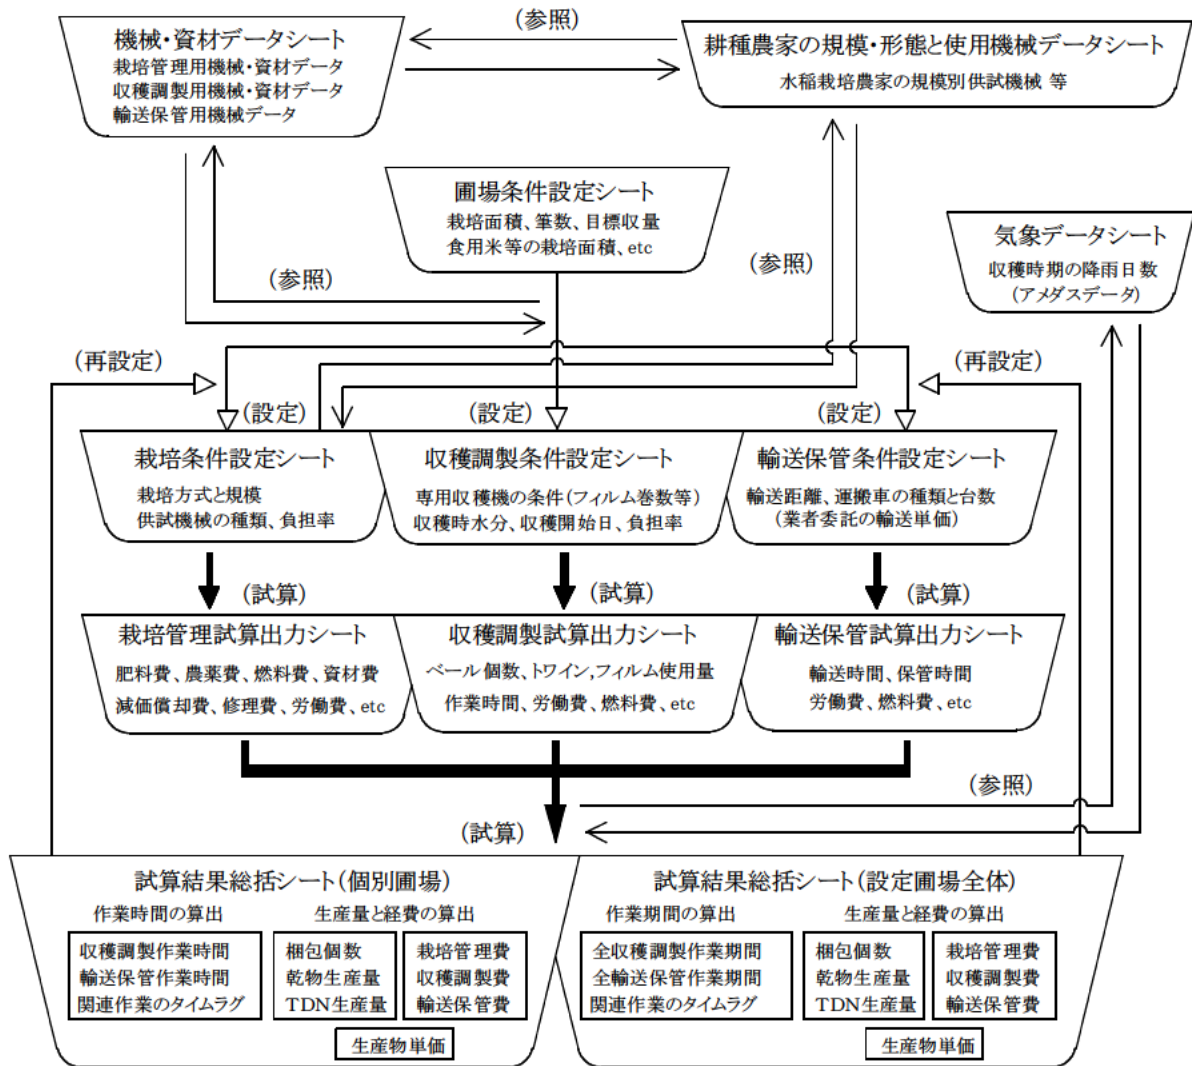 (参照)
機械・資材データシート
栽培管理用機械・資材データ
収穫調製用機械・資材データ
輸送保管用機械データ
耕種農家の規模・形態と使用機械データシート
水稲栽培農家の規模別供試機械 等
圃場条件設定シート
栽培面積、筆数、目標収量
食用米等の栽培面積、etc
気象データシート
収穫時期の降雨日数
(アメダスデータ)
(参照)
(参照)
(再設定)
(再設定)
(設定)
(設定)
(設定)
栽培条件設定シート
栽培方式と規模
供試機械の種類、負担率
収穫調製条件設定シート
専用収穫機の条件(フィルム巻数等)
収穫時水分、収穫開始日、負担率
輸送保管条件設定シート
輸送距離、運搬車の種類と台数
(業者委託の輸送単価)
(試算)
(試算)
(試算)
栽培管理試算出力シート
肥料費、農薬費、燃料費、資材費
減価償却費、修理費、労働費、etc
収穫調製試算出力シート
ベール個数、トワイン,フィルム使用量
作業時間、労働費、燃料費、etc
輸送保管試算出力シート
輸送時間、保管時間
労働費、燃料費、etc
(参照)
(試算)
試算結果総括シート(個別圃場)
作業時間の算出
生産量と経費の算出
収穫調製作業時間
輸送保管作業時間
関連作業のタイムラグ
梱包個数
乾物生産量
TDN生産量
栽培管理費
収穫調製費
輸送保管費
生産物単価
試算結果総括シート(設定圃場全体)
作業期間の算出
生産量と経費の算出
全収穫調製作業期間
全輸送保管作業期間
関連作業のタイムラグ
梱包個数
乾物生産量
TDN生産量
栽培管理費
収穫調製費
輸送保管費
生産物単価